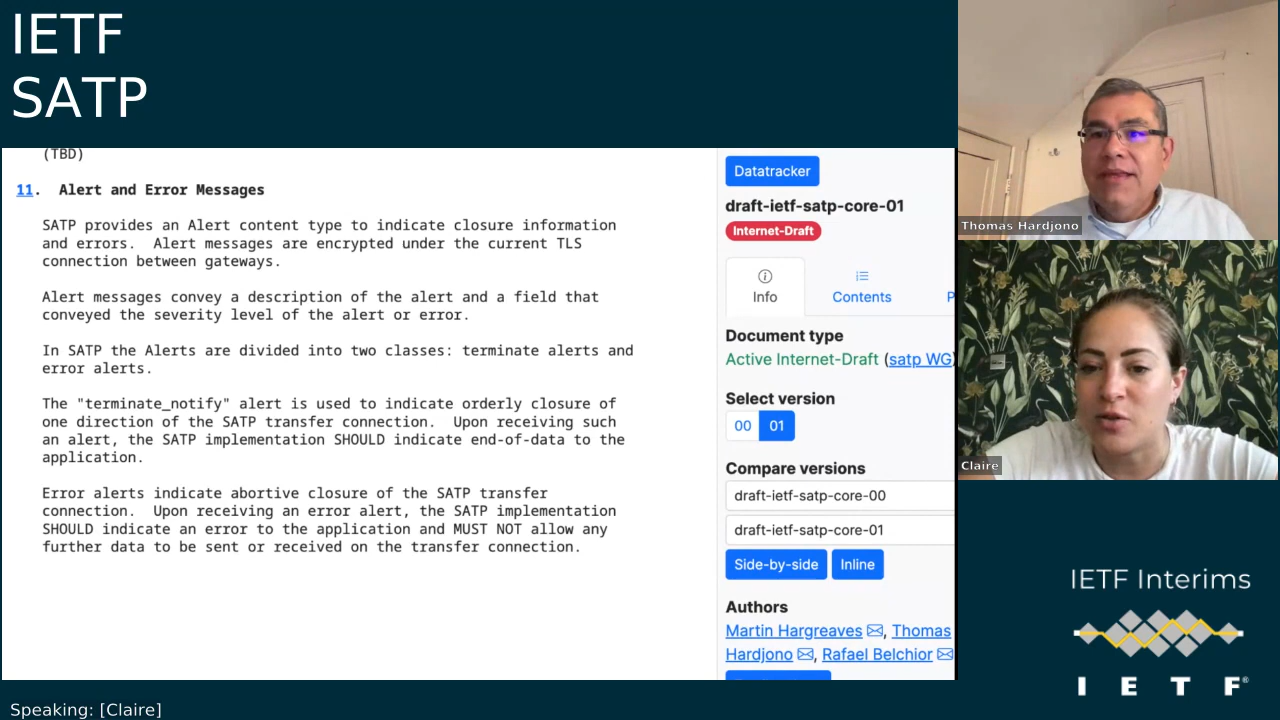 IETF
SATP
(TBD)
11. Alert and Error Messages
SATP provides an Alert content type to indicate closure information
and errors. Alert messages are encrypted under the current TLS
connection between gateways.
Alert messages convey a description of the alert and a field that
conveyed the severity level of the alert or error.
In SATP the Alerts are divided into two classes: terminate alerts and
error alerts.
The "terminate_notify" alert is used to indicate orderly closure of
one direction of the SATP transfer connection. Upon receiving such
an alert, the SATP implementation SHOULD indicate end-of-data to the
application.
Error alerts indicate abortive closure of the SATP transfer
connection. Upon receiving an error alert, the SATP implementation
SHOULD indicate an error to the application and MUST NOT allow any
further data to be sent or received on the transfer connection.
Datatracker
draft-ietf-satp-core-01
Internet-Draft
Info
Contents
P
Document type
Active Internet-Draft (satp WG)
Select version
00 01
Compare versions
draft-ietf-satp-core-00
draft-ietf-satp-core-01
Side-by-side Inline
Authors
Martin Hargreaves, Thomas
Hardjono, Rafael Belchior
Thomas Hardjono
Claire
IETF Interims
I E T F®
Speaking: [Claire]